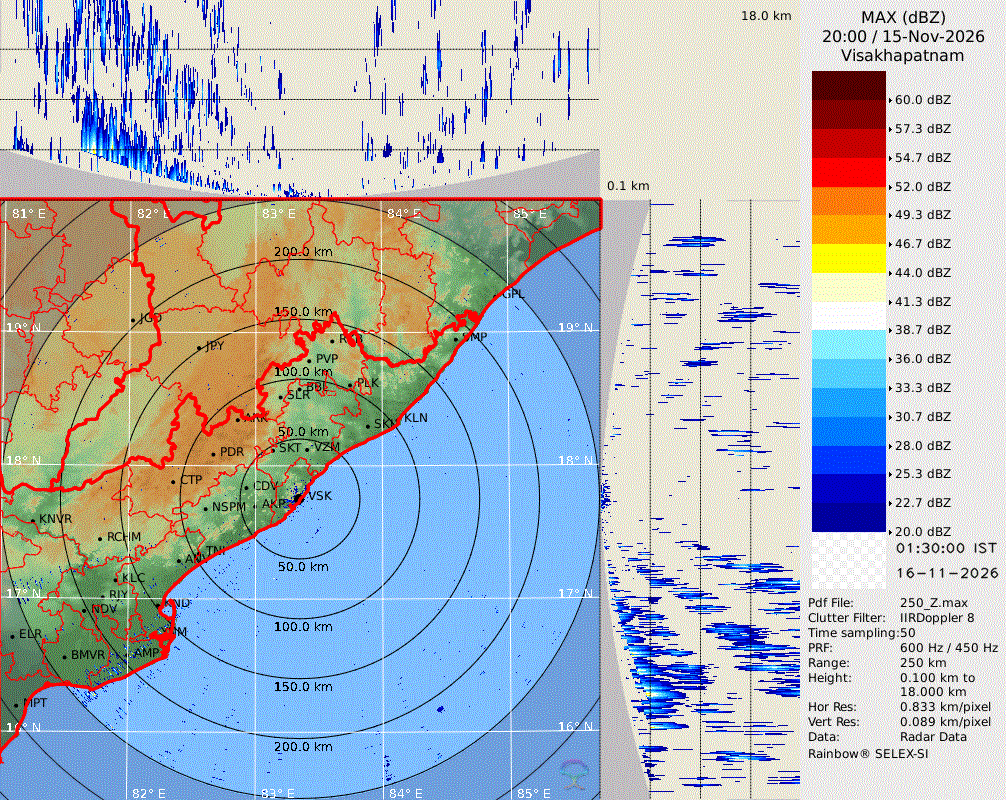 18.0 km
MAX (dBZ)
20:00 / 15-Nov-2026
Visakhapatnam
60.0 dBZ
57.3 dBZ
54.7 dBZ
52.0 dBZ
49.3 dBZ
46.7 dBZ
44.0 dBZ
41.3 dBZ
38.7 dBZ
36.0 dBZ
33.3 dBZ
30.7 dBZ
28.0 dBZ
25.3 dBZ
22.7 dBZ
20.0 dBZ
0.1 km
81° E 82° E 83° E 84° E 85° E
200.0 km
GPL
150.0 km
JGD
19° N 19° N
JPY
PVP
100.0 km
BBL PLK
SLR
KLN
50.0 km
SKT VZM
PDR
18° N 18° N
CTP
CDV
VSK
NSPM AKP
KNVR
RCHM
TNI
50.0 km
KLC
RJY
17° N 17° N
KND
NDV
100.0 km
ELR
BMVR AMP
150.0 km
MPT
16° N 16° N
200.0 km
82° E 83° E 84° E 85° E
01:30:00 IST
16-11-2026
Pdf File: 250_Z.max
Clutter Filter: IIRDoppler 8
Time sampling:50
PRF: 600 Hz / 450 Hz
Range: 250 km
Height: 0.100 km to
18.000 km
Hor Res: 0.833 km/pixel
Vert Res: 0.089 km/pixel
Data: Radar Data
Rainbow® SELEX-SI